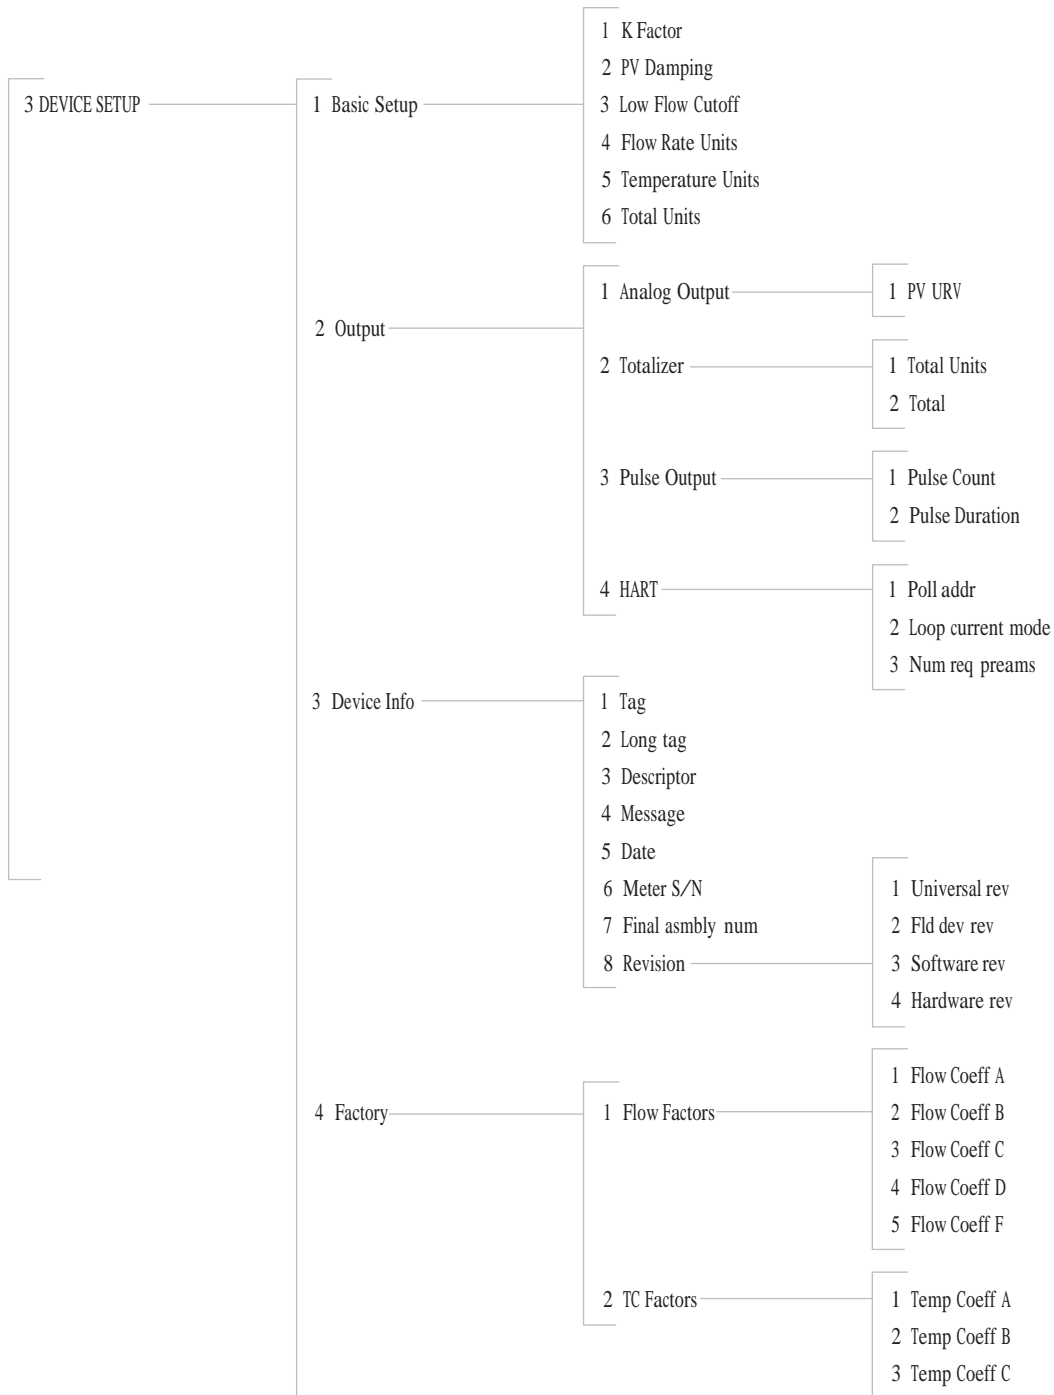 3 DEVICE SETUP
1 Basic Setup
1 K Factor
2 PV Damping
3 Low Flow Cutoff
4 Flow Rate Units
5 Temperature Units
6 Total Units
2 Output
1 Analog Output
1 PV URV
2 Totalizer
1 Total Units
2 Total
3 Pulse Output
1 Pulse Count
2 Pulse Duration
4 HART
1 Poll addr
2 Loop current mode
3 Num req preams
3 Device Info
1 Tag
2 Long tag
3 Descriptor
4 Message
5 Date
6 Meter S/N
7 Final asmbly num
8 Revision
1 Universal rev
2 Fld dev rev
3 Software rev
4 Hardware rev
4 Factory
1 Flow Factors
1 Flow Coeff A
2 Flow Coeff B
3 Flow Coeff C
4 Flow Coeff D
5 Flow Coeff F
2 TC Factors
1 Temp Coeff A
2 Temp Coeff B
3 Temp Coeff C